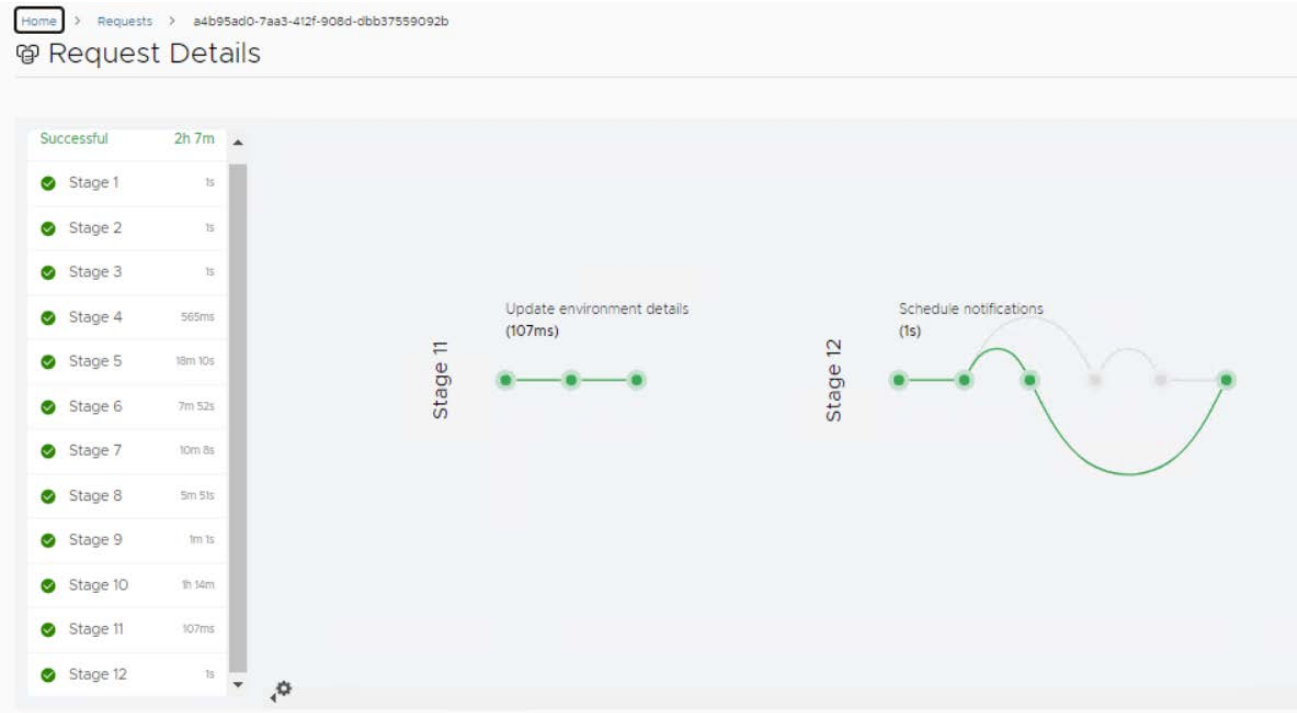 Home > Requests > a4b95ad0-7aa3-412f-908d-dbb37559092b
Request Details
Successful 2h 7m
Stage 1 1s
Stage 2 1s
Stage 3 1s
Stage 4 565ms
Stage 5 18m 10s
Stage 6 7m 52s
Stage 7 10m 8s
Stage 8 5m 51s
Stage 9 1m 1s
Stage 10 1h 14m
Stage 11 107ms
Stage 12 1s
Stage 11
Update environment details
(107ms)
Stage 12
Schedule notifications
(1s)